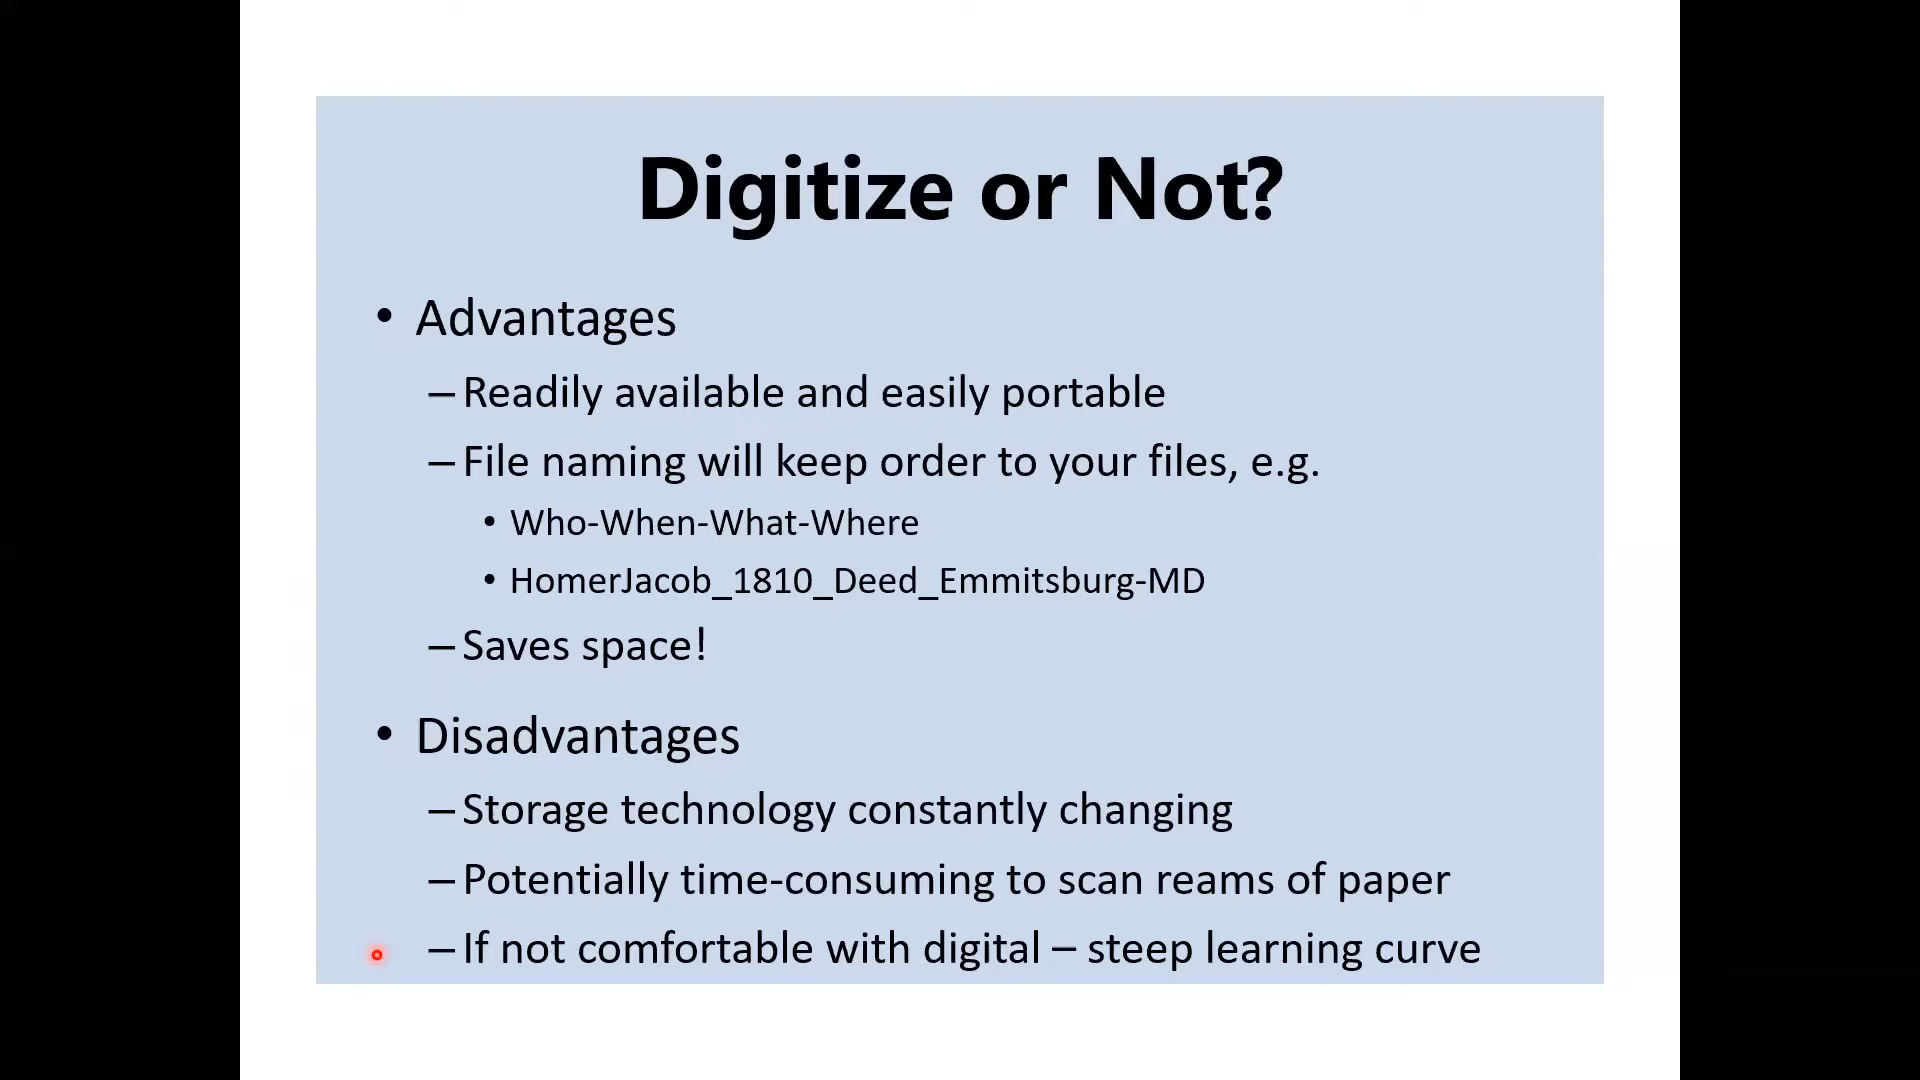 Digitize or Not?
• Advantages
– Readily available and easily portable
– File naming will keep order to your files, e.g.
• Who-When-What-Where
• HomerJacob_1810_Deed_Emmitsburg-MD
– Saves space!
• Disadvantages
– Storage technology constantly changing
– Potentially time-consuming to scan reams of paper
– If not comfortable with digital – steep learning curve